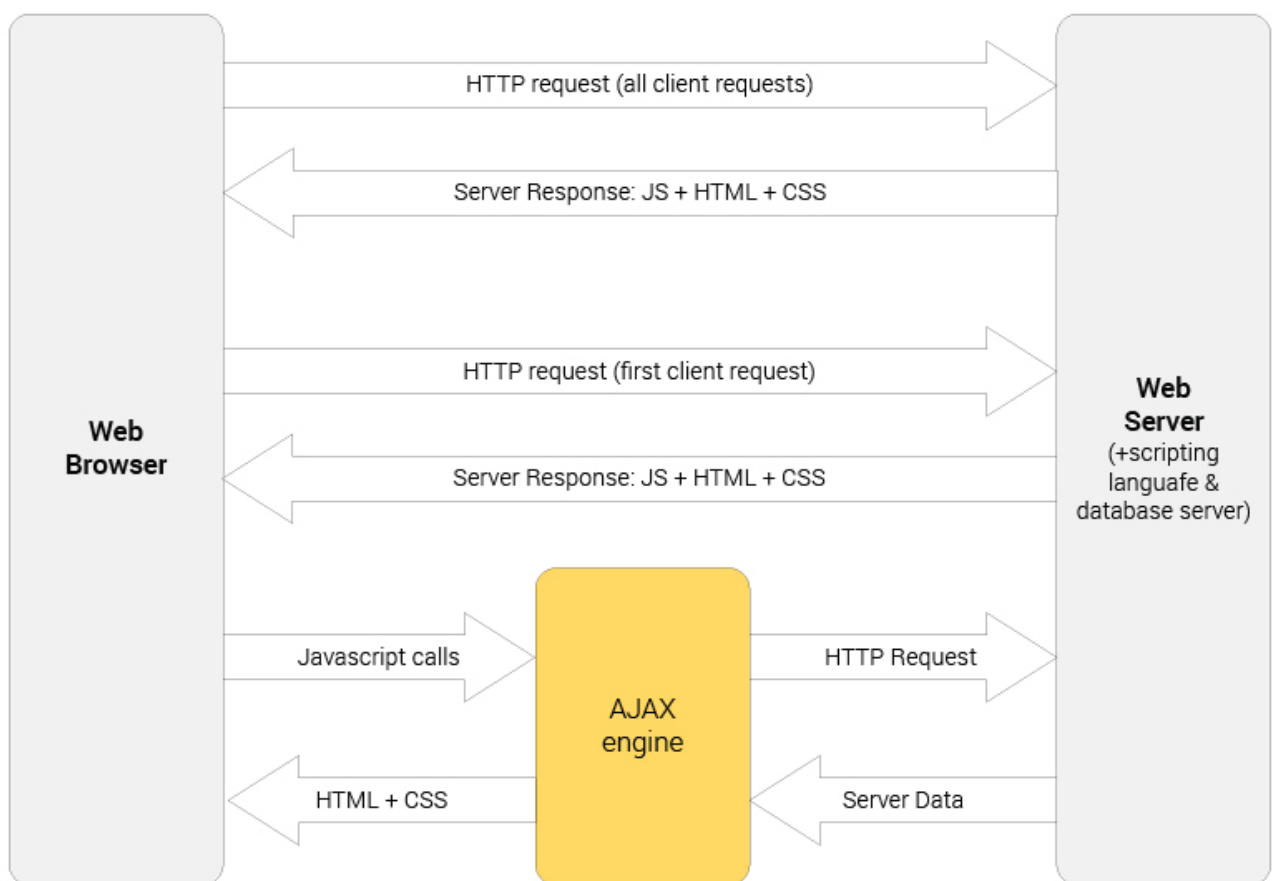 HTTP request (all client requests)
Server Response: JS + HTML + CSS
HTTP request (first client request)
Web
Browser
Web
Server
(+scripting
languafe &
database server)
Server Response: JS + HTML + CSS
Javascript calls
HTTP Request
AJAX
engine
HTML + CSS
Server Data